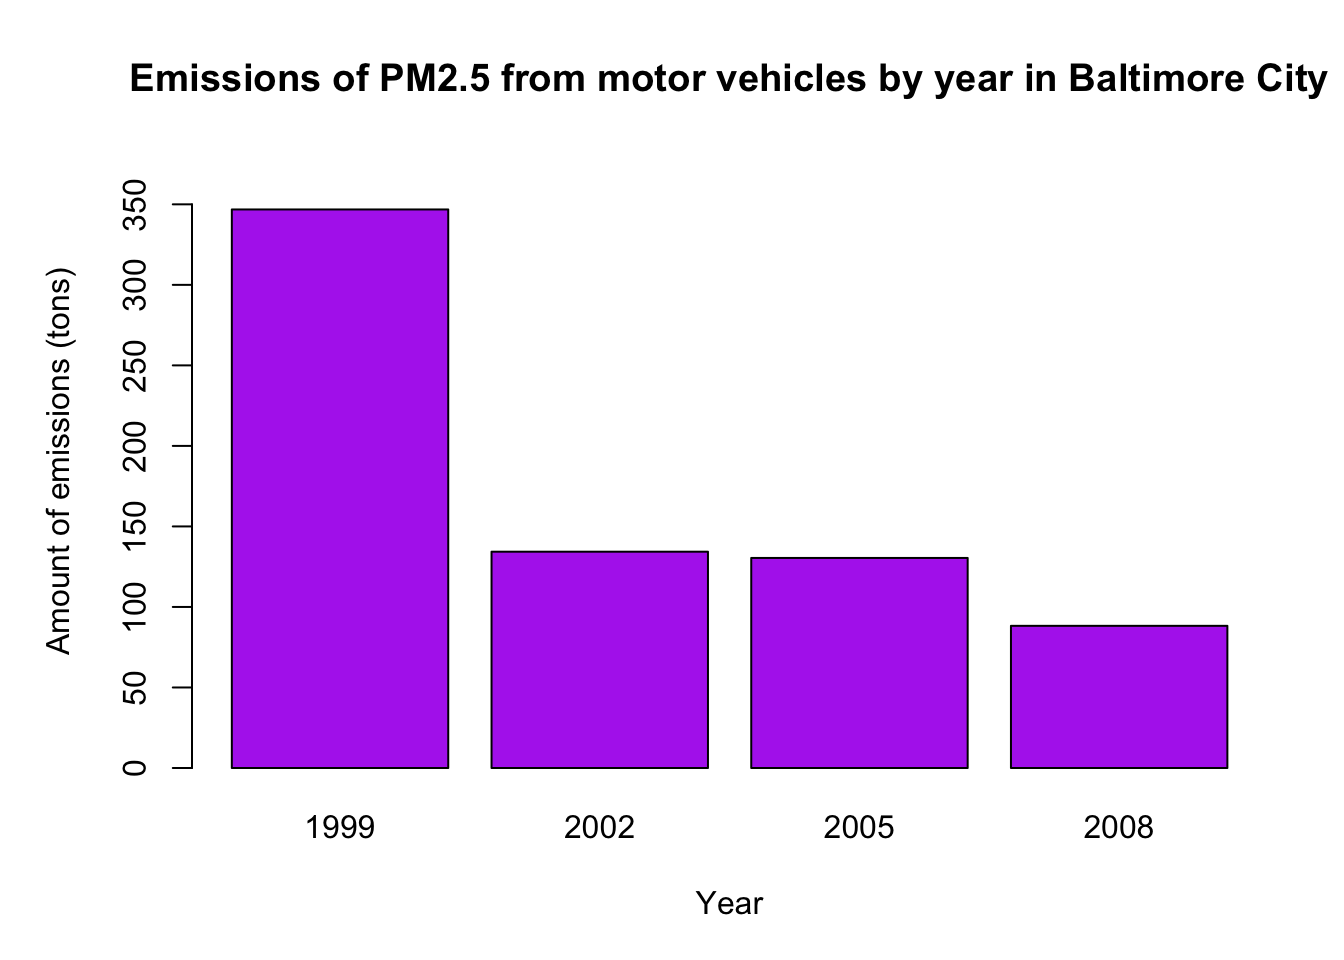 Emissions of PM2.5 from motor vehicles by year in Baltimore City
Amount of emissions (tons)
350
300
250
200
150
100
50
0
1999 2002 2005 2008
Year